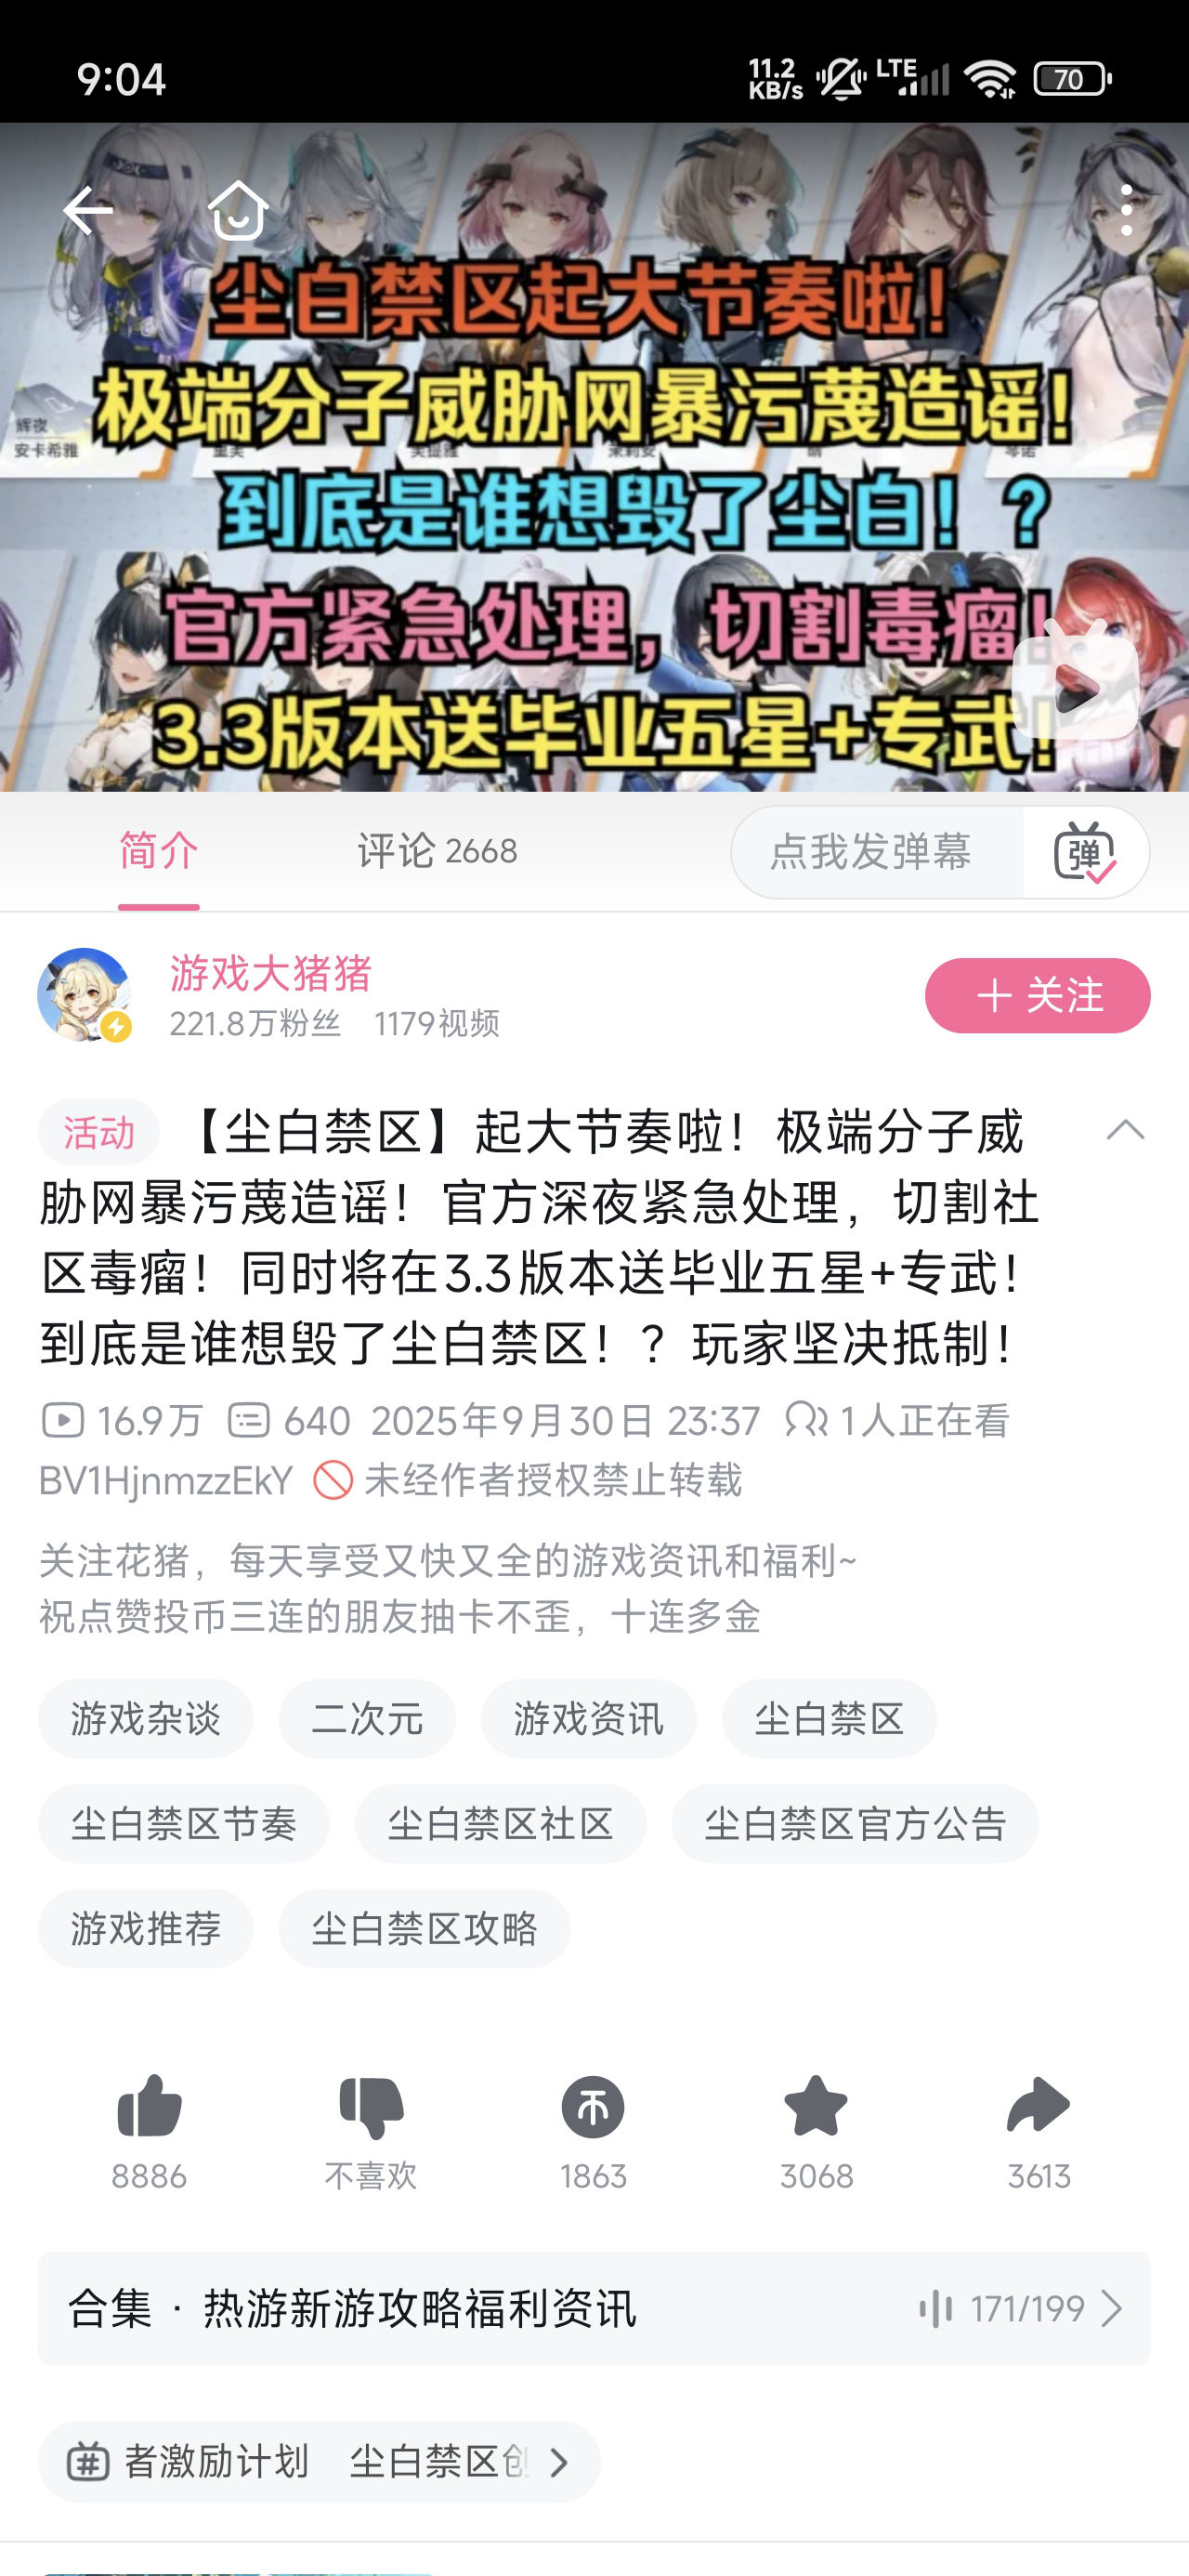 9:04
11.2 KB/s
LTE
70
尘白禁区起大节奏啦！
极端分子威胁网暴污蔑造谣！
辉夜
安卡希雅
里芙
芙提雅
茉莉安
晴
琴诺
到底是谁想毁了尘白！？
官方紧急处理，切割毒瘤！
3.3版本送毕业五星+专武！
简介
评论 2668
点我发弹幕
弹
游戏大猪猪
221.8万粉丝 1179视频
关注
活动 【尘白禁区】起大节奏啦！极端分子威
胁网暴污蔑造谣！官方深夜紧急处理，切割社
区毒瘤！同时将在3.3版本送毕业五星+专武！
到底是谁想毁了尘白禁区！？玩家坚决抵制！
16.9万 640 2025年9月30日 23:37 1人正在看
BV1HjnmzzEkY 未经作者授权禁止转载
关注花猪，每天享受又快又全的游戏资讯和福利~
祝点赞投币三连的朋友抽卡不歪，十连多金
游戏杂谈 二次元 游戏资讯 尘白禁区
尘白禁区节奏 尘白禁区社区 尘白禁区官方公告
游戏推荐 尘白禁区攻略
8886 不喜欢 1863 3068 3613
合集 · 热游新游攻略福利资讯 171/199
者激励计划 尘白禁区创